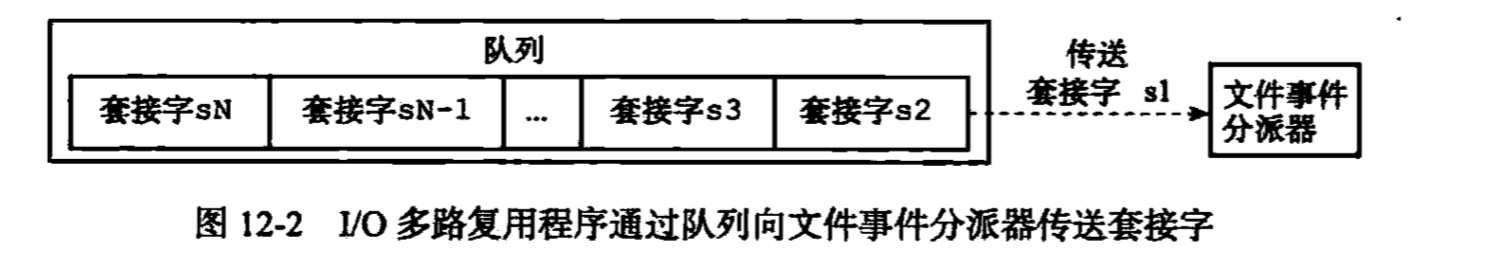 队列
传送
套接字 s1
套接字sN 套接字sN-1 … 套接字s3 套接字s2
文件事件
分派器
图 12-2 I/O 多路复用程序通过队列向文件事件分派器传送套接字